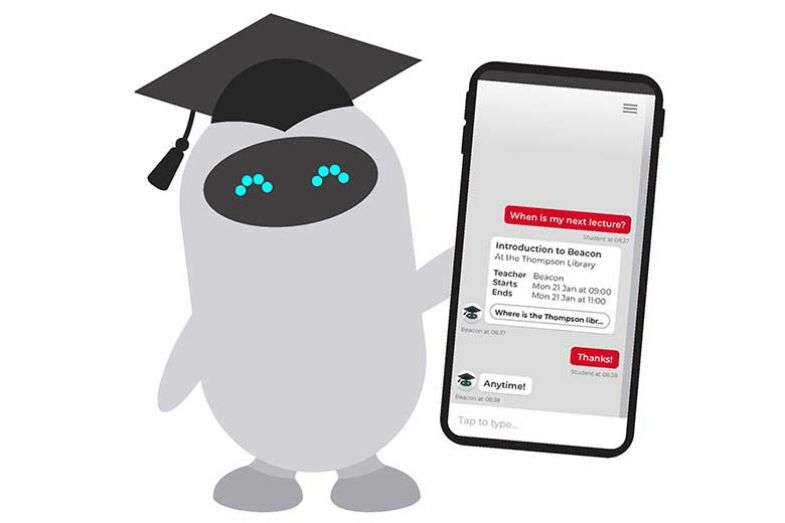 When is my next lecture?
Student at 08:37
Introduction to Beacon
At the Thompson Library
Teacher Beacon
Starts Mon 21 Jan at 09:00
Ends Mon 21 Jan at 11:00
Where is the Thompson libr...
Beacon at 08:37
Thanks!
Student at 08:38
Anytime!
Beacon at 08:38
Tap to type...